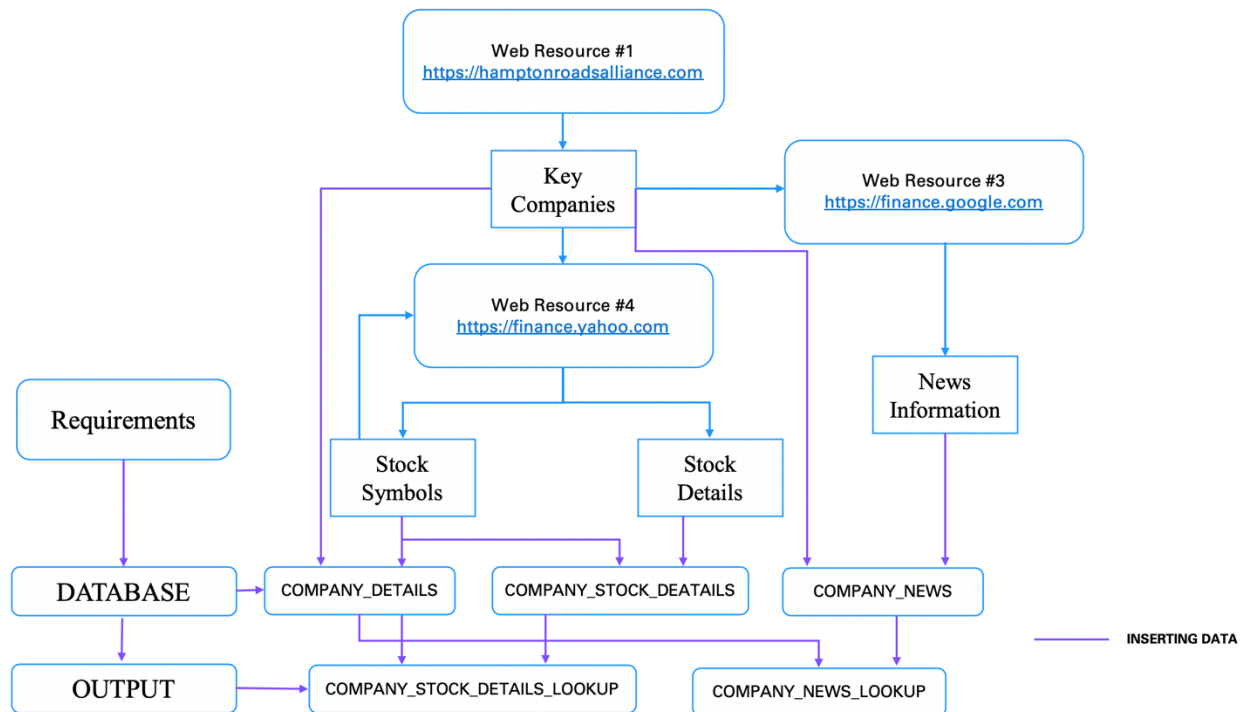 Web Resource #1
https://hamptonroadsalliance.com
Key
Companies
Web Resource #3
https://finance.google.com
Web Resource #4
https://finance.yahoo.com
News
Information
Requirements
Stock
Symbols
Stock
Details
DATABASE
COMPANY_DETAILS
COMPANY_STOCK_DEATAILS
COMPANY_NEWS
INSERTING DATA
OUTPUT
COMPANY_STOCK_DETAILS_LOOKUP
COMPANY_NEWS_LOOKUP